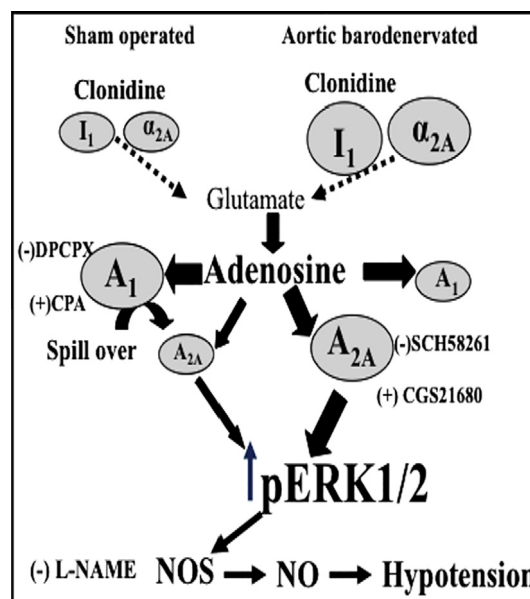 Sham operated
Aortic barodenervated
Clonidine
Clonidine
I1
α2A
I1
α2A
Glutamate
(-)DPCPX
A1
Adenosine
A1
(+)CPA
Spill over
A2A
A2A
(-)SCH58261
(+) CGS21680
pERK1/2
(-) L-NAME
NOS
NO
Hypotension